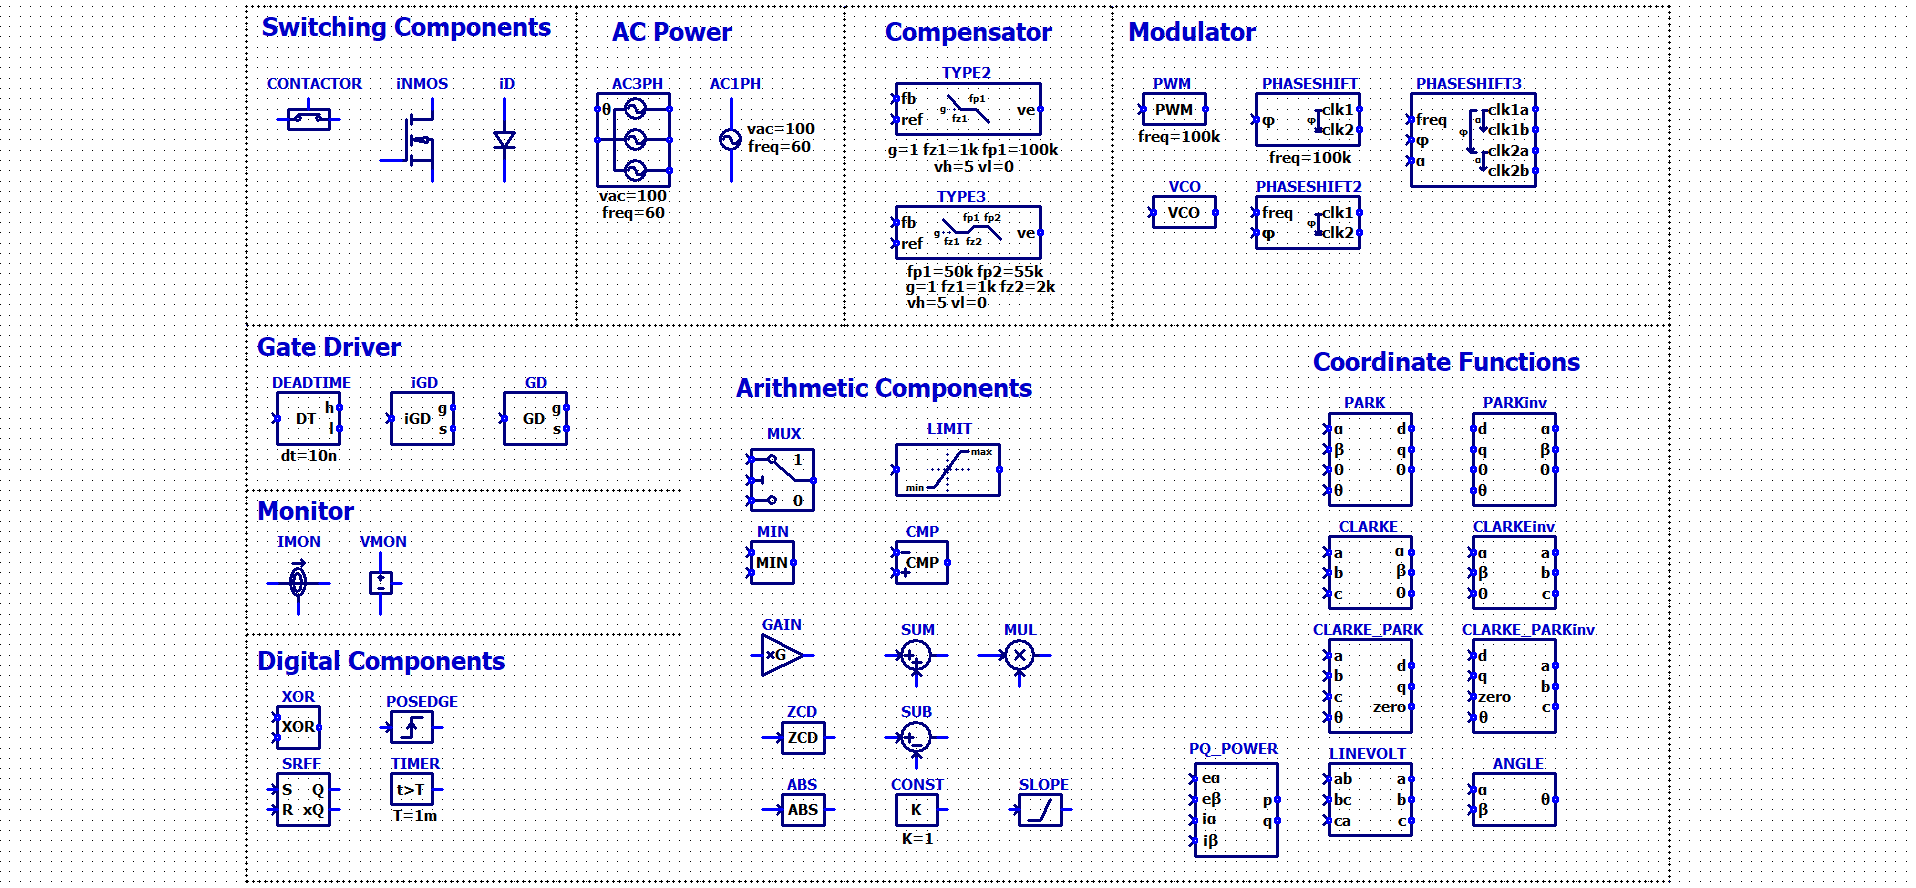 Switching Components
CONTACTOR
iNMOS
iD
AC Power
AC3PH
θ
vac=100
freq=60
AC1PH
vac=100
freq=60
Compensator
TYPE2
fb
ref
g
fp1
fz1
ve
g=1 fz1=1k fp1=100k
vh=5 vl=0
TYPE3
fb
ref
g
fp1 fp2
fz1 fz2
ve
fp1=50k fp2=55k
g=1 fz1=1k fz2=2k
vh=5 vl=0
Modulator
PWM
PWM
freq=100k
PHASESHIFT
φ
φ
clk1
clk2
freq=100k
PHASESHIFT3
freq
φ
α
φ
α
α
clk1a
clk1b
clk2a
clk2b
VCO
VCO
PHASESHIFT2
freq
φ
φ
clk1
clk2
Gate Driver
DEADTIME
DT
h
l
dt=10n
iGD
iGD
g
s
GD
GD
g
s
Monitor
IMON
VMON
Digital Components
XOR
XOR
POSEDGE
SRFF
S Q
R xQ
TIMER
t>T
T=1m
Arithmetic Components
MUX
1
0
LIMIT
max
min
MIN
MIN
CMP
CMP
GAIN
×G
SUM
MUL
ZCD
ZCD
SUB
ABS
ABS
CONST
K
K=1
SLOPE
Coordinate Functions
PARK
α d
β q
0 0
θ
PARKinv
d α
q β
0 0
θ
CLARKE
a α
b β
c 0
CLARKEinv
α a
β b
0 c
CLARKE_PARK
a
b
c
θ
d
q
zero
CLARKE_PARKinv
d
q
zero
θ
a
b
c
PQ_POWER
eα
eβ
iα
iβ
p
q
LINEVOLT
ab a
bc b
ca c
ANGLE
α
β
θ